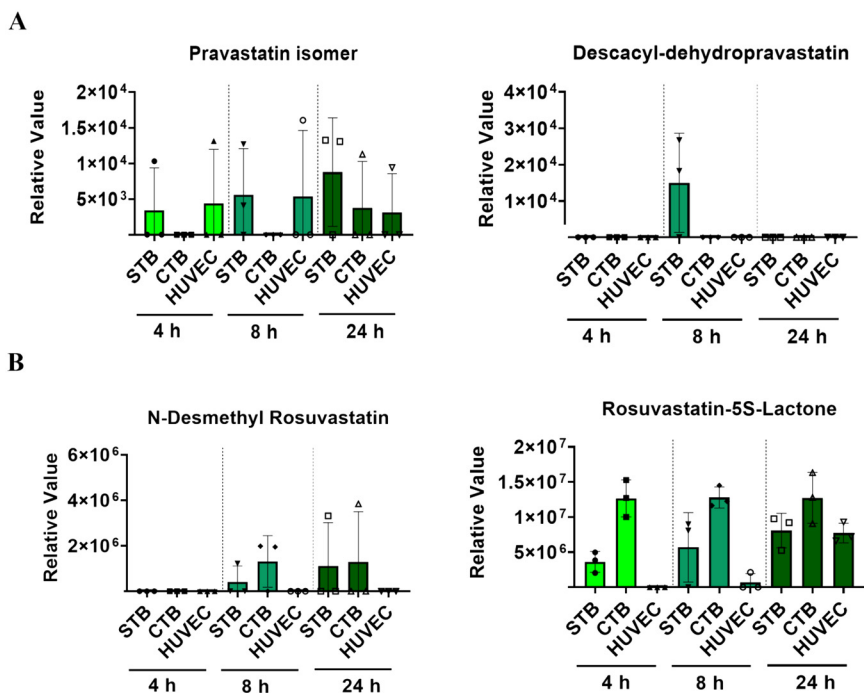 A
Pravastatin isomer
Relative Value
2×10⁴
1.5×10⁴
1×10⁴
5×10³
STB
CTB
HUVEC
STB
CTB
HUVEC
STB
CTB
HUVEC
4 h
8 h
24 h
Descacyl-dehydropravastatin
Relative Value
4×10⁴
3×10⁴
2×10⁴
1×10⁴
STB
CTB
HUVEC
STB
CTB
HUVEC
STB
CTB
HUVEC
4 h
8 h
24 h
B
N-Desmethyl Rosuvastatin
Relative Value
6×10⁶
4×10⁶
2×10⁶
STB
CTB
HUVEC
STB
CTB
HUVEC
STB
CTB
HUVEC
4 h
8 h
24 h
Rosuvastatin-5S-Lactone
Relative Value
2×10⁷
1.5×10⁷
1×10⁷
5×10⁶
STB
CTB
HUVEC
STB
CTB
HUVEC
STB
CTB
HUVEC
4 h
8 h
24 h